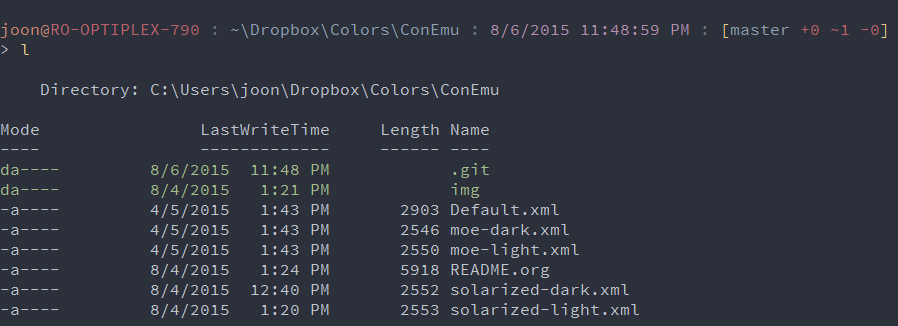 joon@RO-OPTIPLEX-790 : ~\Dropbox\Colors\ConEmu : 8/6/2015 11:48:59 PM : [master +0 ~1 -0]
> l
    Directory: C:\Users\joon\Dropbox\Colors\ConEmu
Mode                LastWriteTime     Length Name
----                -------------     ------ ----
da----         8/6/2015  11:48 PM            .git
da----         8/4/2015   1:21 PM            img
-a----         4/5/2015   1:43 PM       2903 Default.xml
-a----         4/5/2015   1:43 PM       2546 moe-dark.xml
-a----         4/5/2015   1:43 PM       2550 moe-light.xml
-a----         8/4/2015   1:24 PM       5918 README.org
-a----         8/4/2015  12:40 PM       2552 solarized-dark.xml
-a----         8/4/2015   1:20 PM       2553 solarized-light.xml